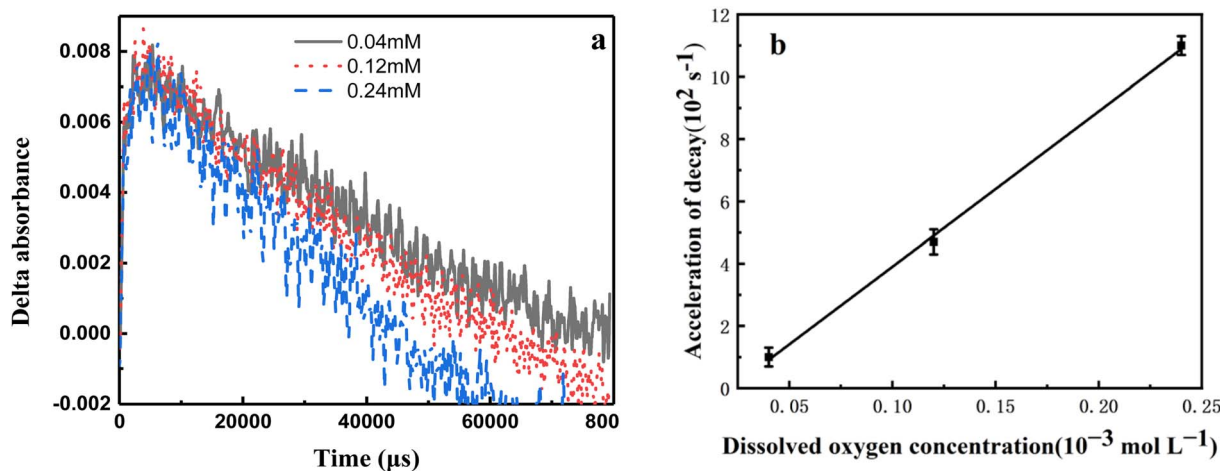 a
0.04mM
0.12mM
0.24mM
0.008
0.006
0.004
0.002
0.000
-0.002
Delta absorbance
0 20000 40000 60000 800
Time (μs)
b
12
10
8
6
4
2
0
Acceleration of decay(10² s⁻¹)
0.05 0.10 0.15 0.20 0.25
Dissolved oxygen concentration(10⁻³ mol L⁻¹)